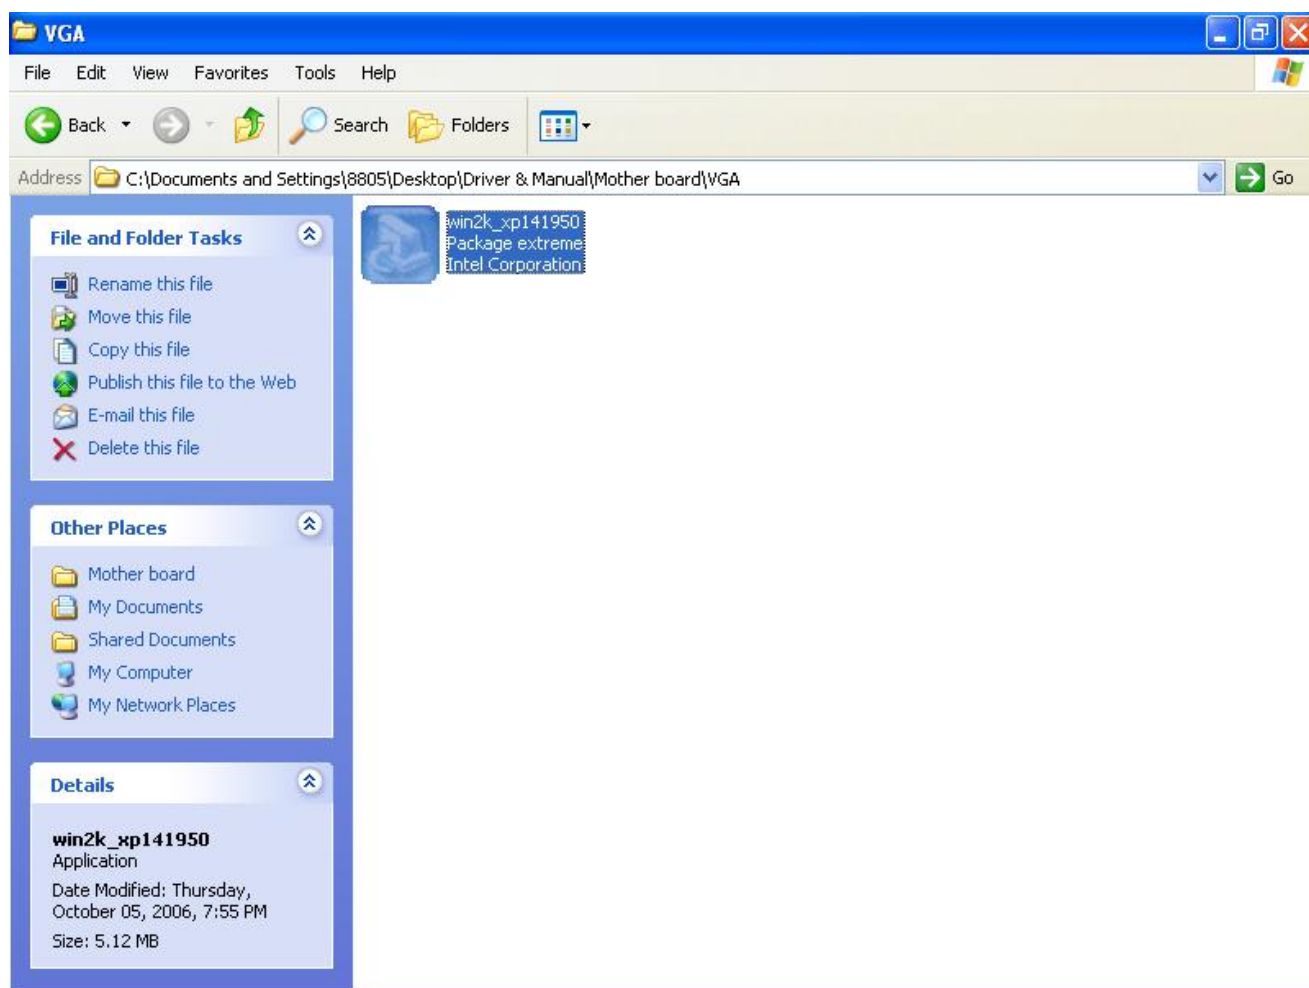 VGA
File Edit View Favorites Tools Help
Back Search Folders
Address C:\Documents and Settings\8805\Desktop\Driver & Manual\Mother board\VGA Go
File and Folder Tasks
Rename this file
Move this file
Copy this file
Publish this file to the Web
E-mail this file
Delete this file
Other Places
Mother board
My Documents
Shared Documents
My Computer
My Network Places
Details
win2k_xp141950
Application
Date Modified: Thursday,
October 05, 2006, 7:55 PM
Size: 5.12 MB
win2k_xp141950
Package extreme
Intel Corporation